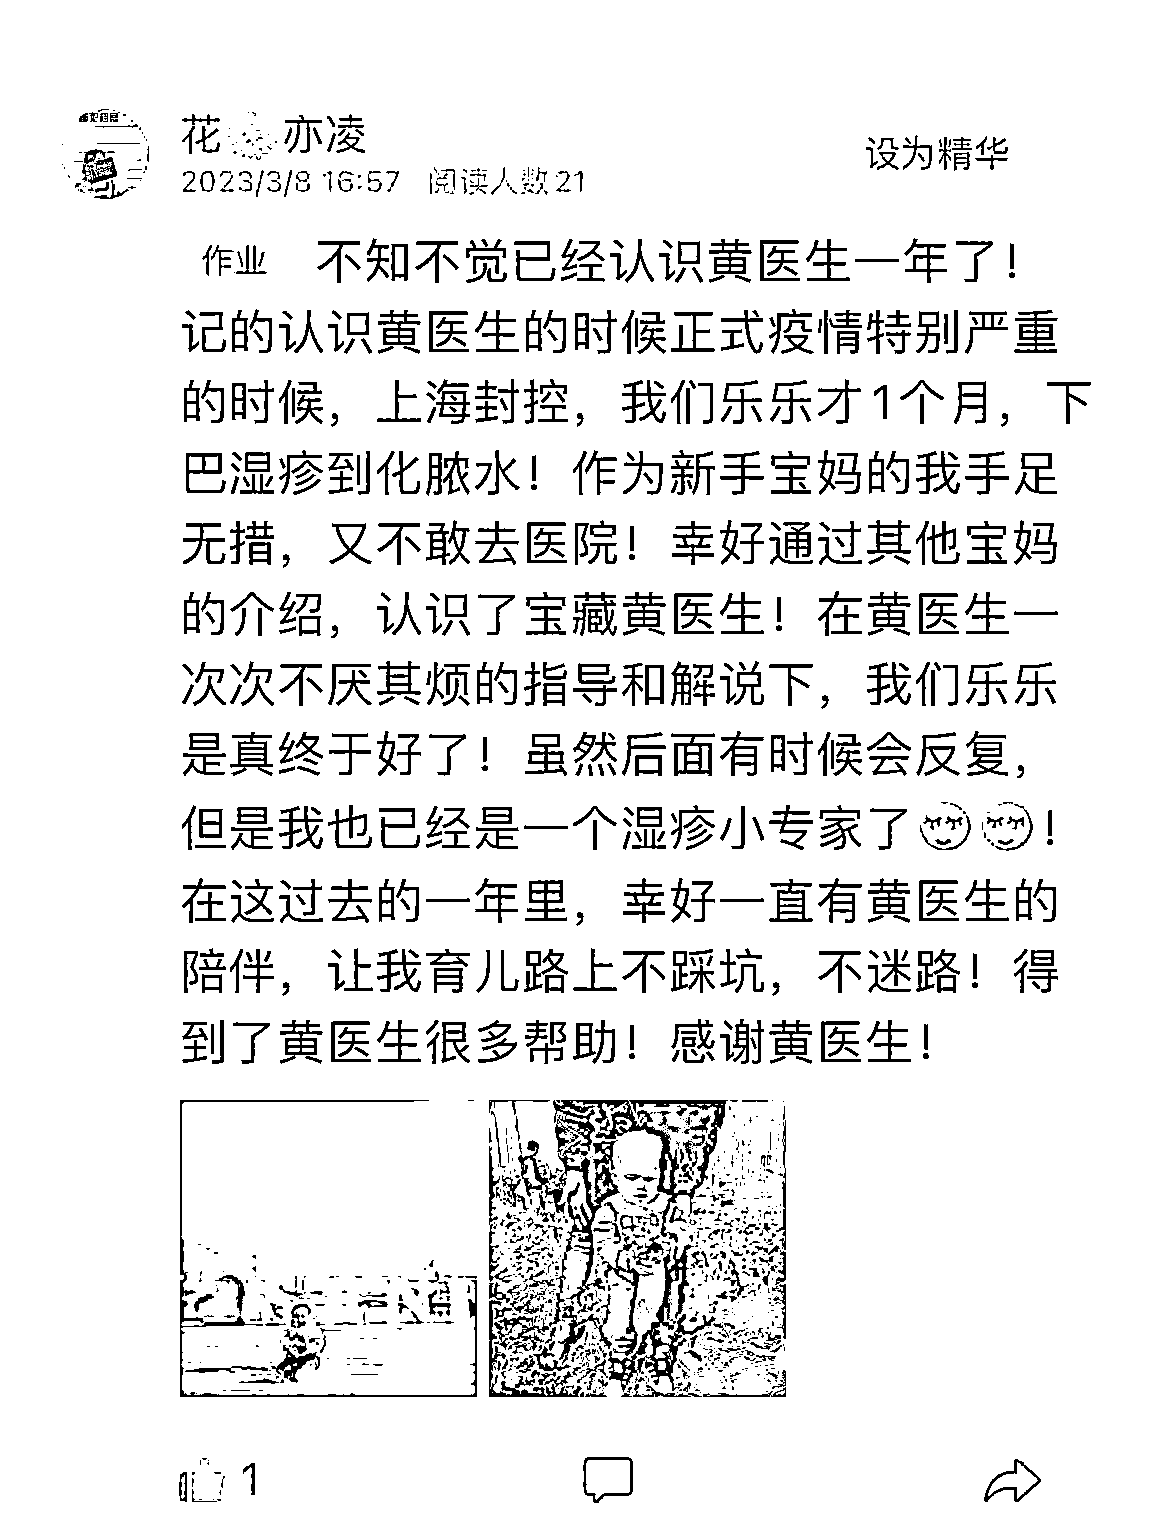 花 亦凌
设为精华
2023/3/8 16:57 阅读人数21
作业 不知不觉已经认识黄医生一年了！
记的认识黄医生的时候正式疫情特别严重
的时候，上海封控，我们乐乐才1个月，下
巴湿疹到化脓水！作为新手宝妈的我手足
无措，又不敢去医院！幸好通过其他宝妈
的介绍，认识了宝藏黄医生！在黄医生一
次次不厌其烦的指导和解说下，我们乐乐
是真终于好了！虽然后面有时候会反复，
但是我也已经是一个湿疹小专家了😌😌！
在这过去的一年里，幸好一直有黄医生的
陪伴，让我育儿路上不踩坑，不迷路！得
到了黄医生很多帮助！感谢黄医生！
1